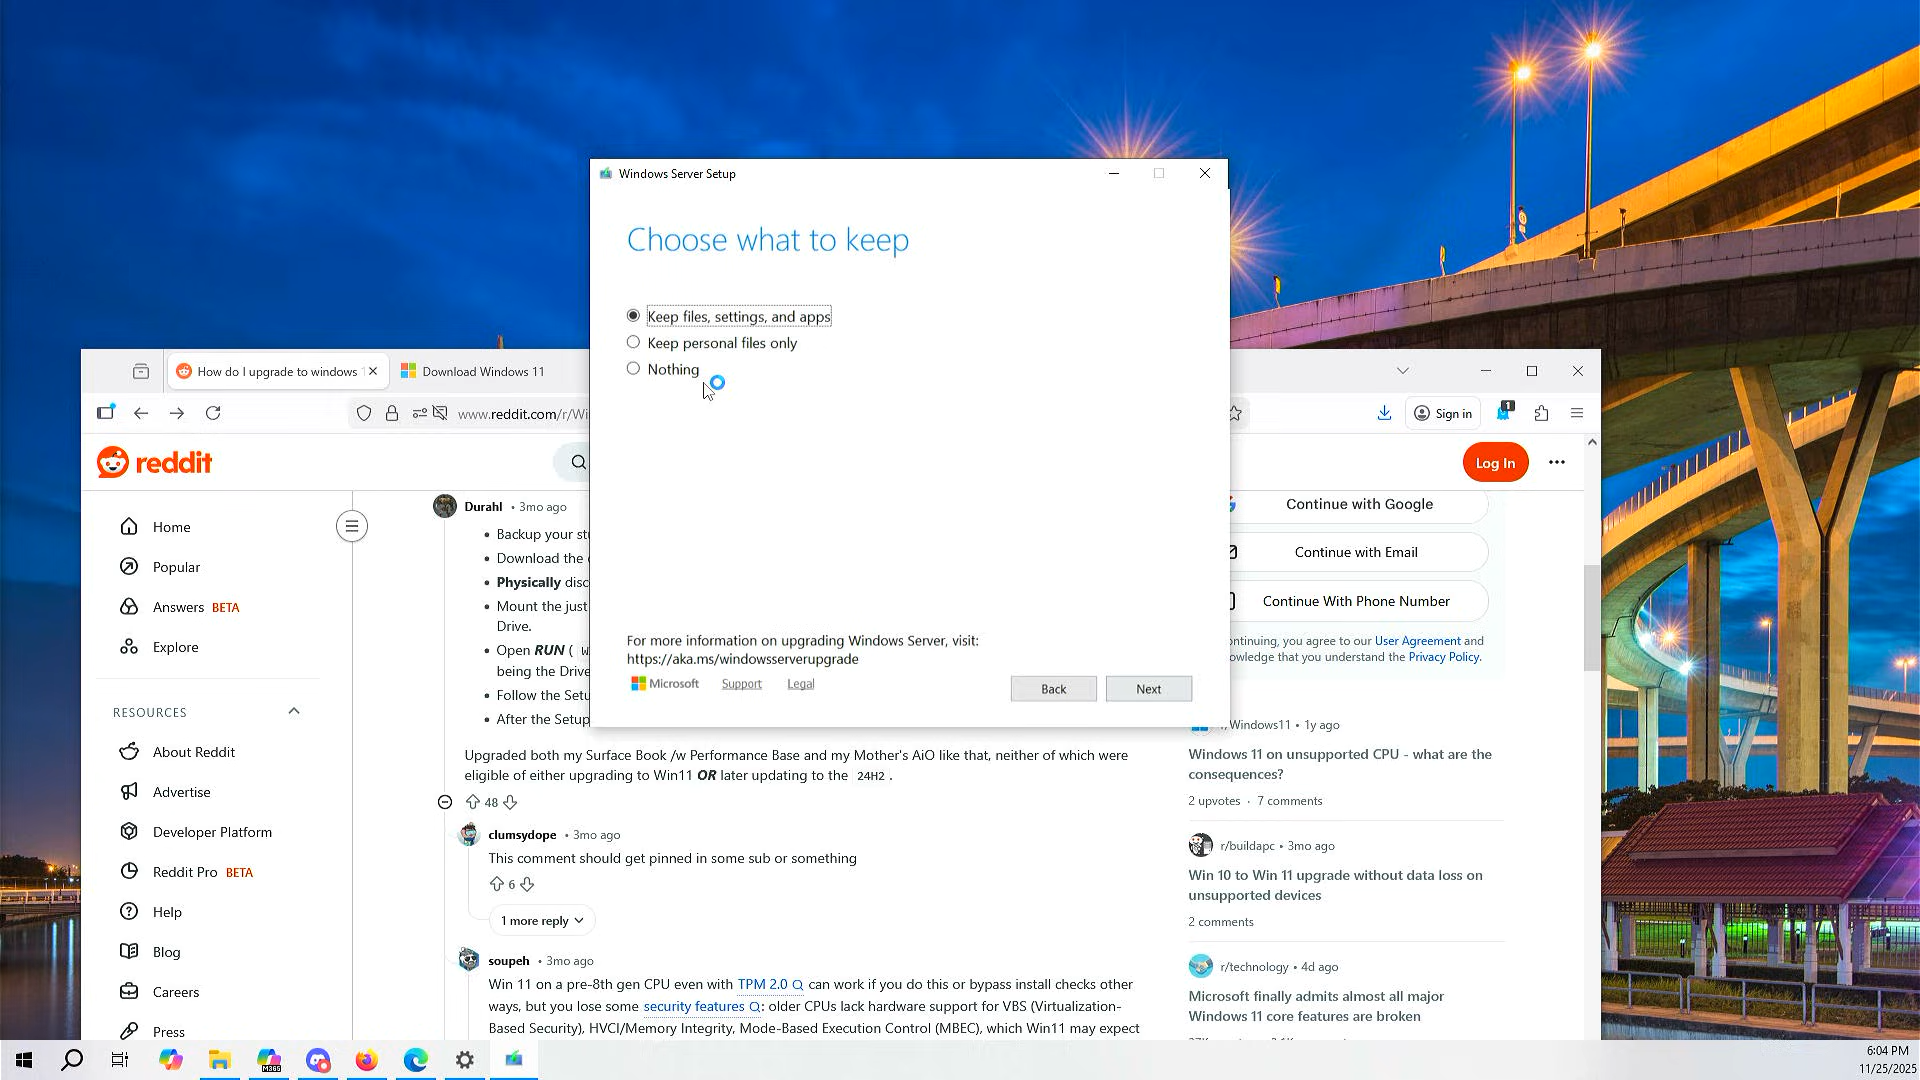 Windows Server Setup
Choose what to keep
Keep files, settings, and apps
Keep personal files only
Nothing
For more information on upgrading Windows Server, visit:
https://aka.ms/windowsserverupgrade
Microsoft Support Legal
Back Next
How do I upgrade to windows
Download Windows 11
www.reddit.com/r/Wi
Sign in
1
reddit
Log In
Home
Popular
Answers BETA
Explore
RESOURCES
About Reddit
Advertise
Developer Platform
Reddit Pro BETA
Help
Blog
Careers
Press
Durahl • 3mo ago
• Backup your st
• Download the
• Physically disc
• Mount the just
Drive.
• Open RUN ( W
being the Drive
• Follow the Setu
• After the Setup
Upgraded both my Surface Book /w Performance Base and my Mother's AiO like that, neither of which were
eligible of either upgrading to Win11 OR later updating to the 24H2 .
48
clumsydope • 3mo ago
This comment should get pinned in some sub or something
6
1 more reply
soupeh • 3mo ago
Win 11 on a pre-8th gen CPU even with TPM 2.0 can work if you do this or bypass install checks other
ways, but you lose some security features : older CPUs lack hardware support for VBS (Virtualization-
Based Security), HVCI/Memory Integrity, Mode-Based Execution Control (MBEC), which Win11 may expect
Continue with Google
Continue with Email
Continue With Phone Number
ontinuing, you agree to our User Agreement and
owledge that you understand the Privacy Policy.
r/Windows11 • 1y ago
Windows 11 on unsupported CPU - what are the
consequences?
2 upvotes · 7 comments
r/buildapc • 3mo ago
Win 10 to Win 11 upgrade without data loss on
unsupported devices
2 comments
r/technology • 4d ago
Microsoft finally admits almost all major
Windows 11 core features are broken
M365
6:04 PM
11/25/2025